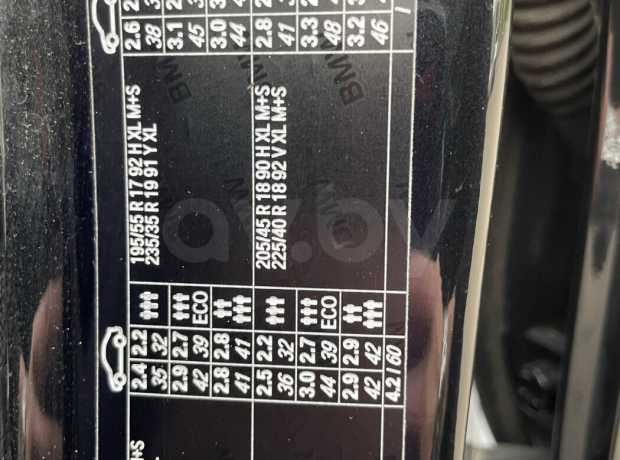 +S 2.4 2.2 195/55 R 17 92 H XL M+S 2.6
XL 35 32 235/35 R 19 91 Y XL 38
2.9 2.7 3.1
42 39 ECO 45
2.8 2.8 3.0
41 41 44
2.5 2.2 205/45 R 18 90 H XL M+S 2.8
36 32 225/40 R 18 92 V XL M+S 41
3.0 2.7 3.3
44 39 ECO 48
2.9 2.9 3.2
42 42 46
4.2 / 60 /
BMW
BMW
av.by